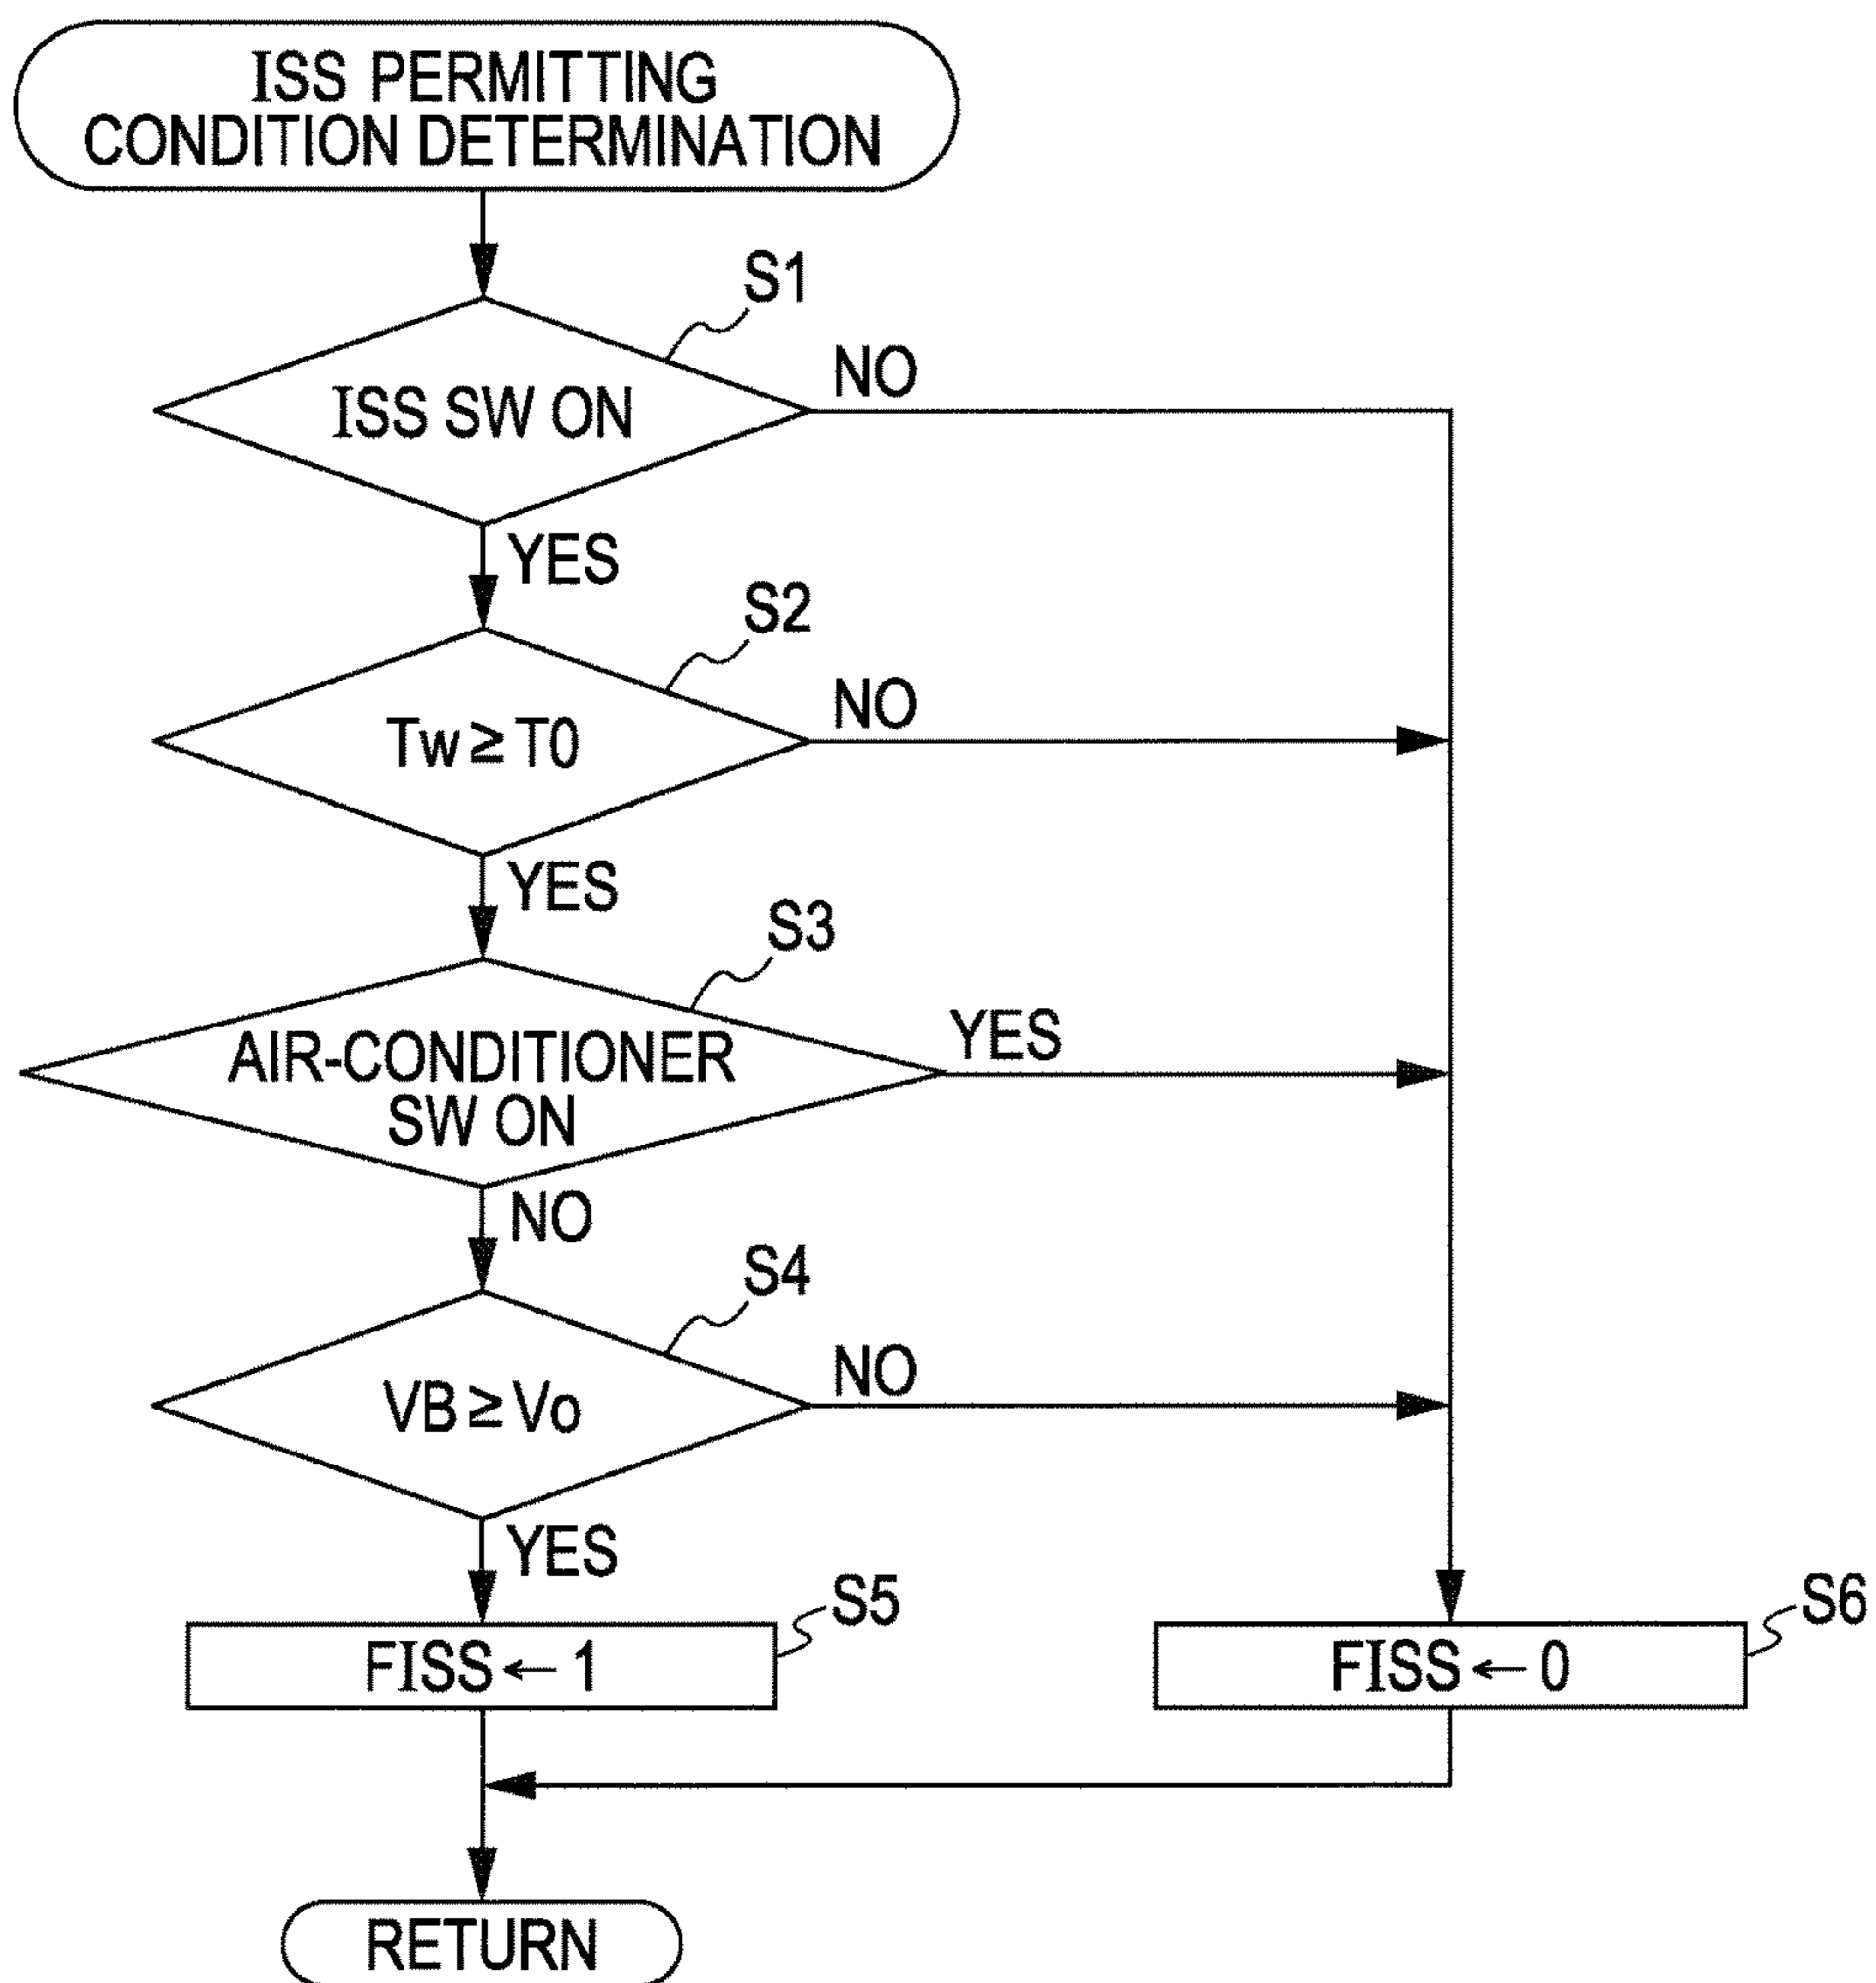 ISS PERMITTING
CONDITION DETERMINATION
S1
ISS SW ON
NO
YES
S2
Tw ≥ T0
NO
YES
S3
AIR-CONDITIONER
SW ON
YES
NO
S4
VB ≥ Vo
NO
YES
S5
FISS ← 1
S6
FISS ← 0
RETURN